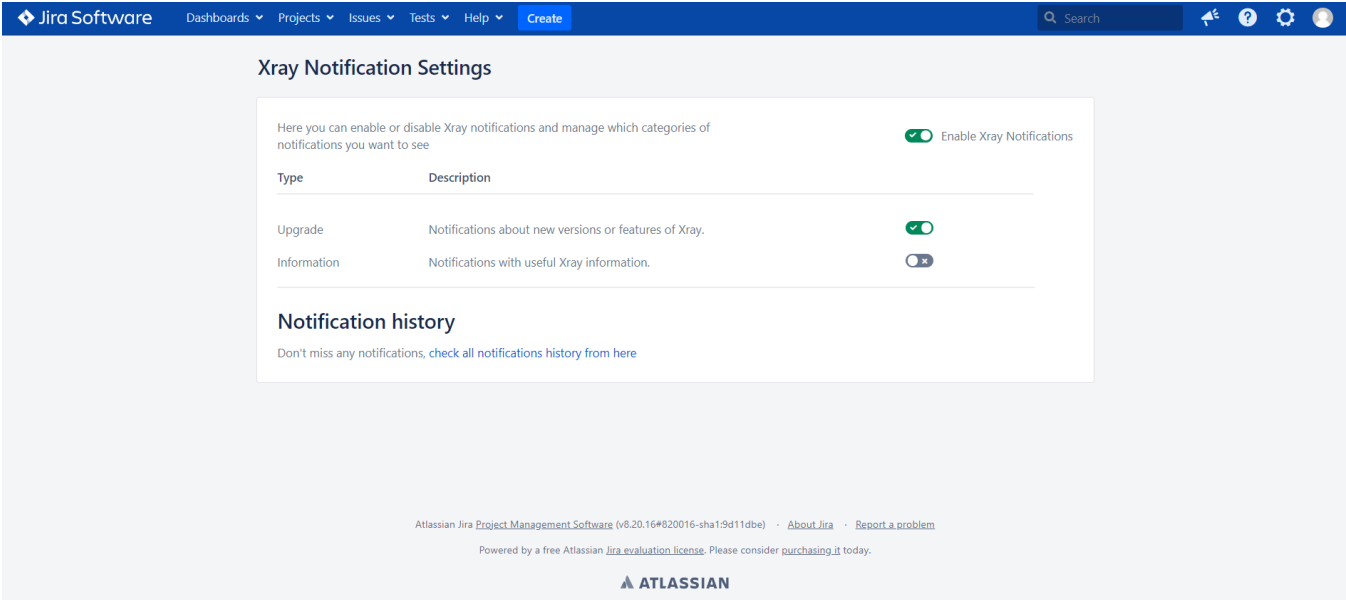 Jira Software Dashboards Projects Issues Tests Help Create Search
Xray Notification Settings
Here you can enable or disable Xray notifications and manage which categories of
notifications you want to see
Enable Xray Notifications
Type Description
Upgrade Notifications about new versions or features of Xray.
Information Notifications with useful Xray information.
Notification history
Don't miss any notifications, check all notifications history from here
Atlassian Jira Project Management Software (v8.20.16#820016-sha1:9d11dbe) · About Jira · Report a problem
Powered by a free Atlassian Jira evaluation license. Please consider purchasing it today.
ATLASSIAN